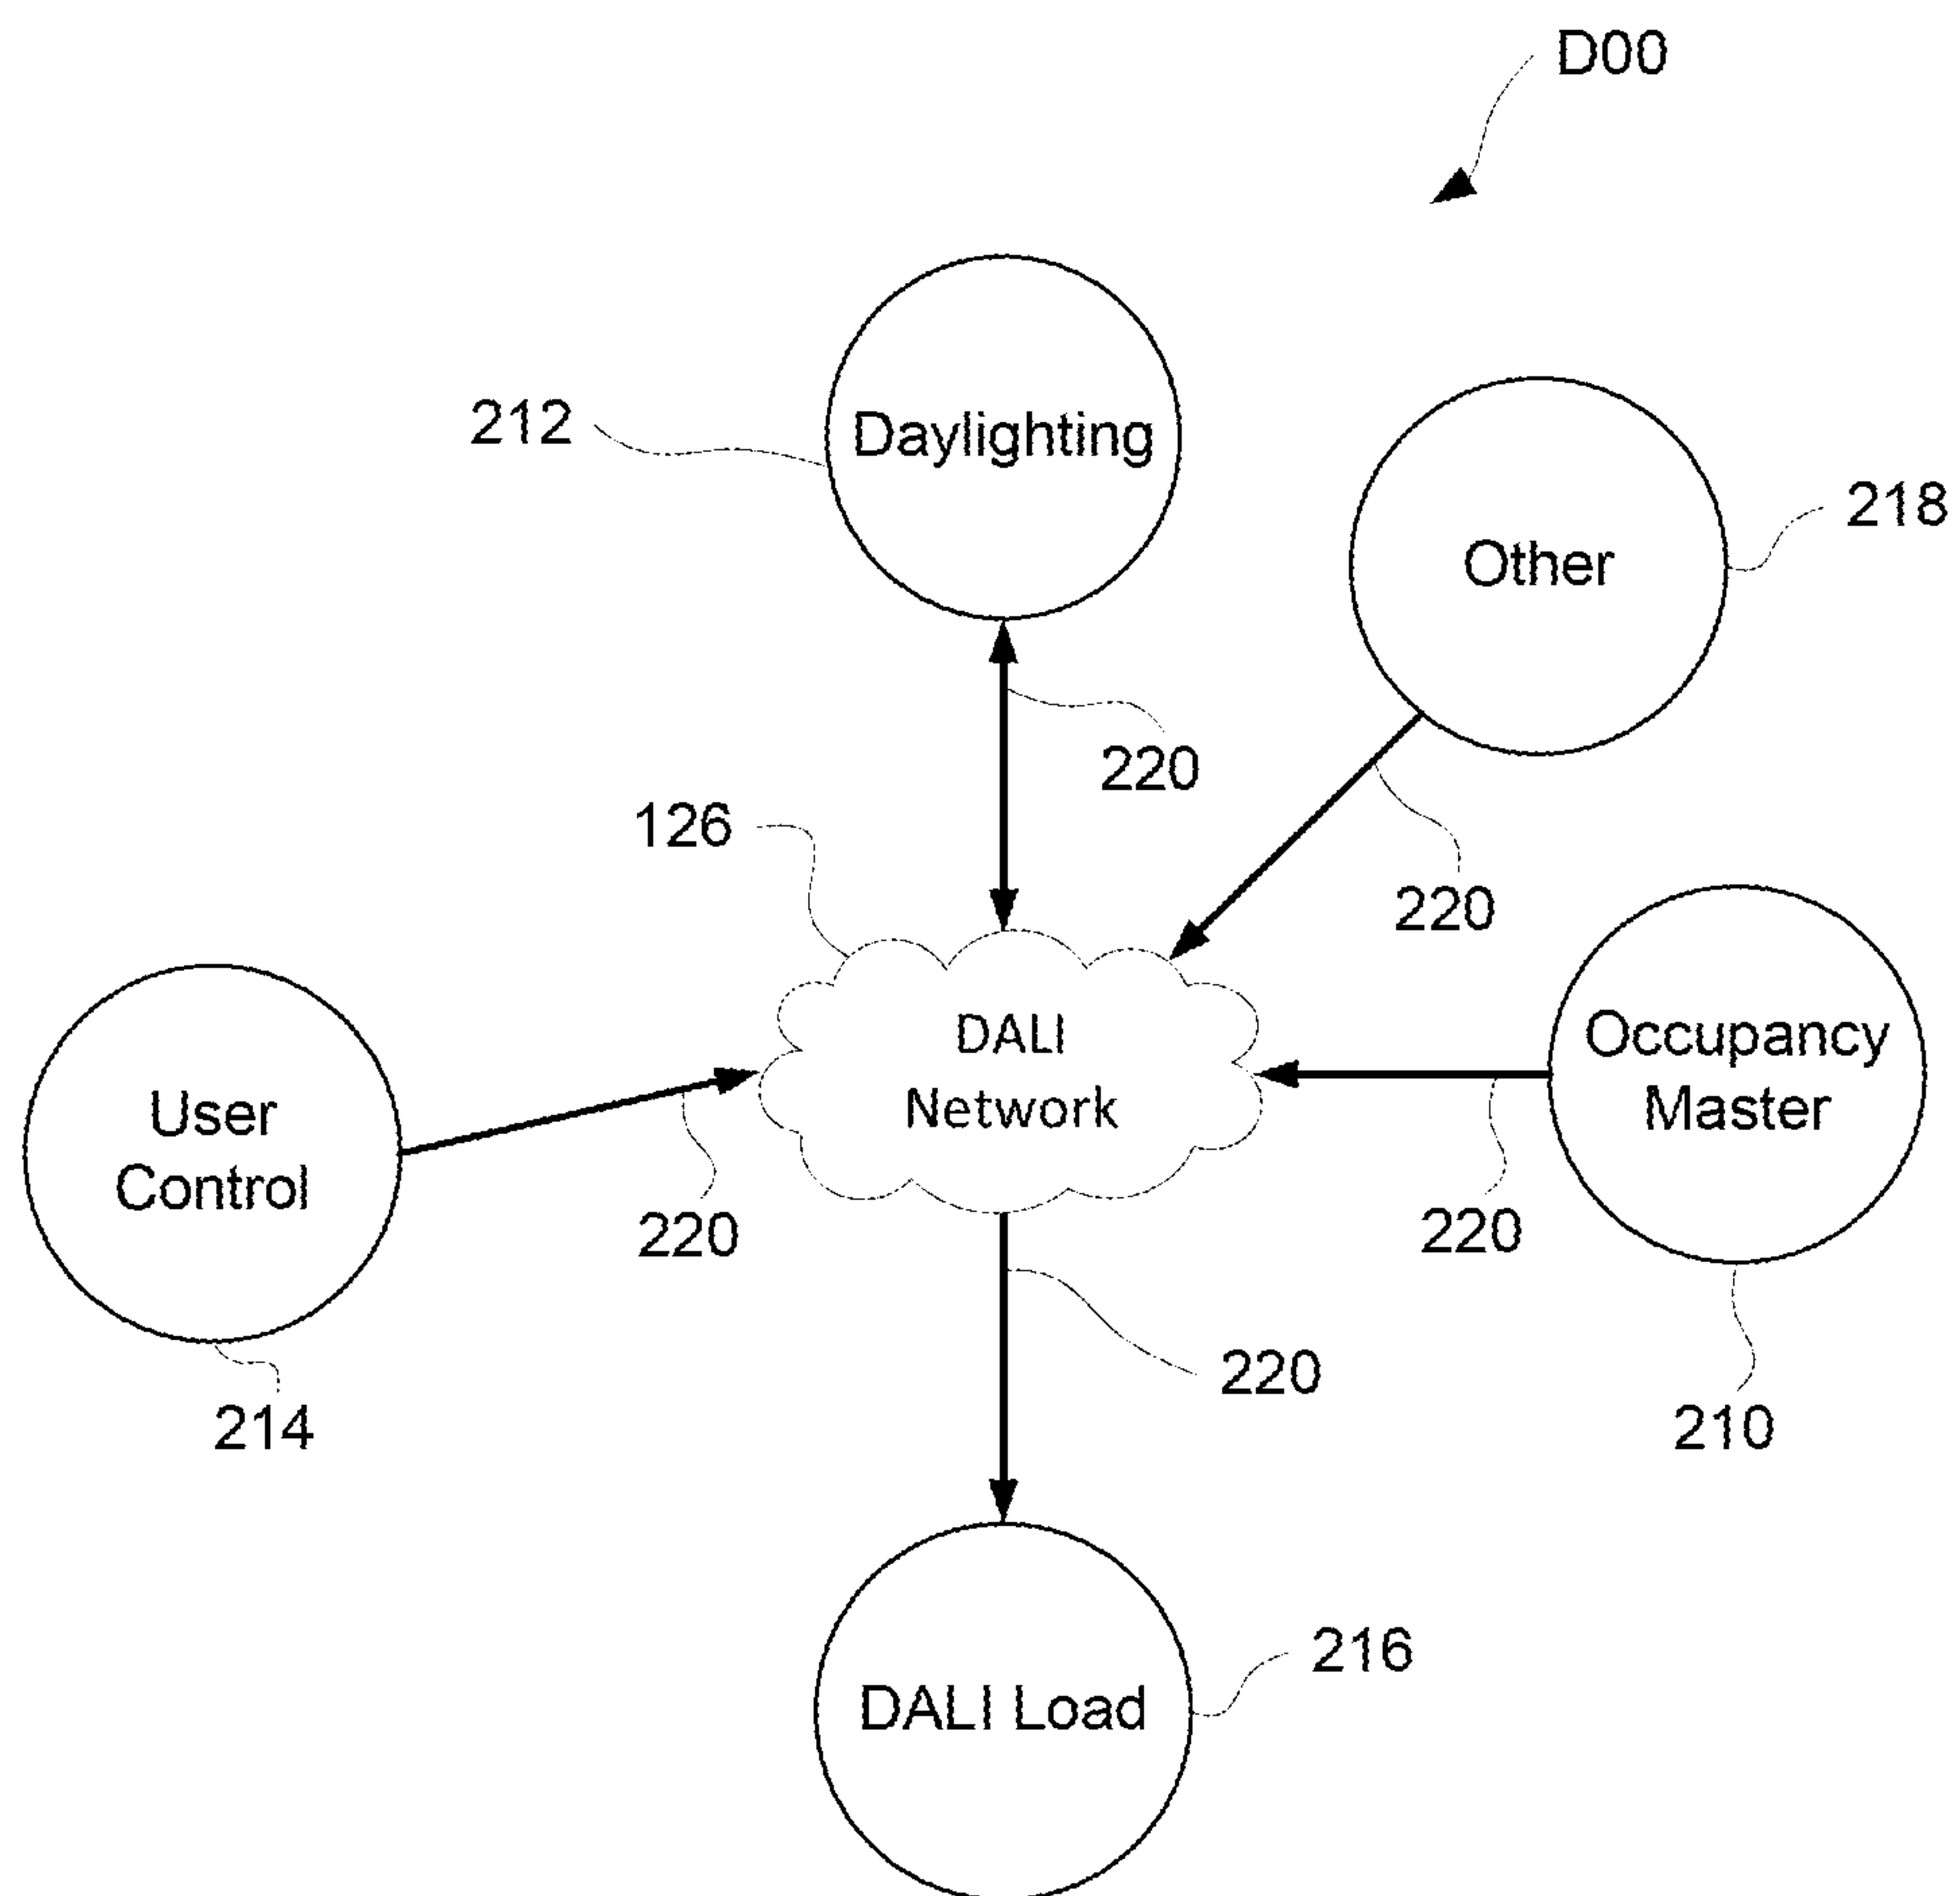 D00
212
Daylighting
218
Other
220
126
220
DALI
Network
Occupancy
Master
User
Control
220
220
220
214
210
216
DALI Load